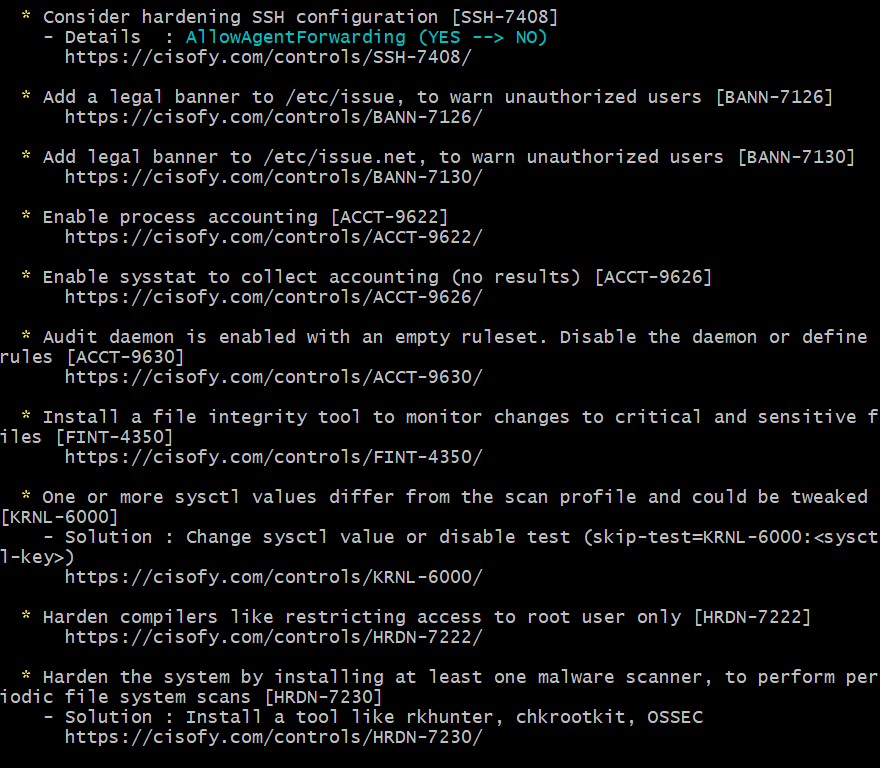 * Consider hardening SSH configuration [SSH-7408]
- Details  : AllowAgentForwarding (YES --> NO)
https://cisofy.com/controls/SSH-7408/
* Add a legal banner to /etc/issue, to warn unauthorized users [BANN-7126]
https://cisofy.com/controls/BANN-7126/
* Add legal banner to /etc/issue.net, to warn unauthorized users [BANN-7130]
https://cisofy.com/controls/BANN-7130/
* Enable process accounting [ACCT-9622]
https://cisofy.com/controls/ACCT-9622/
* Enable sysstat to collect accounting (no results) [ACCT-9626]
https://cisofy.com/controls/ACCT-9626/
* Audit daemon is enabled with an empty ruleset. Disable the daemon or define
rules [ACCT-9630]
https://cisofy.com/controls/ACCT-9630/
* Install a file integrity tool to monitor changes to critical and sensitive f
iles [FINT-4350]
https://cisofy.com/controls/FINT-4350/
* One or more sysctl values differ from the scan profile and could be tweaked
[KRNL-6000]
- Solution : Change sysctl value or disable test (skip-test=KRNL-6000:<sysct
l-key>)
https://cisofy.com/controls/KRNL-6000/
* Harden compilers like restricting access to root user only [HRDN-7222]
https://cisofy.com/controls/HRDN-7222/
* Harden the system by installing at least one malware scanner, to perform per
iodic file system scans [HRDN-7230]
- Solution : Install a tool like rkhunter, chkrootkit, OSSEC
https://cisofy.com/controls/HRDN-7230/